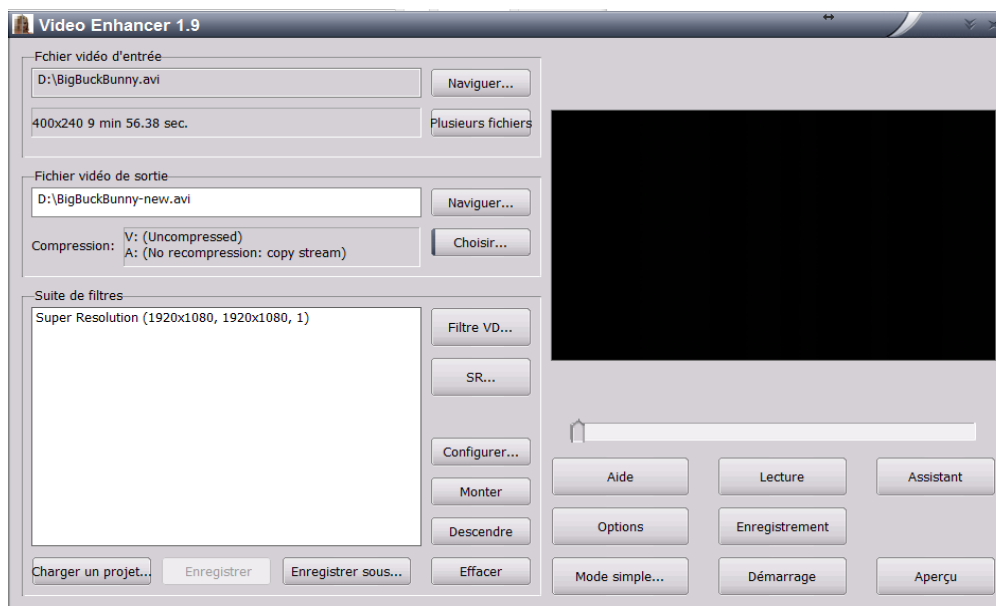 Video Enhancer 1.9
Fchier vidéo d'entrée
D:\BigBuckBunny.avi
Naviguer...
400x240 9 min 56.38 sec.
Plusieurs fichiers
Fichier vidéo de sortie
D:\BigBuckBunny-new.avi
Naviguer...
Compression:
V: (Uncompressed)
A: (No recompression: copy stream)
Choisir...
Suite de filtres
Super Resolution (1920x1080, 1920x1080, 1)
Filtre VD...
SR...
Configurer...
Monter
Descendre
Charger un projet...
Enregistrer
Enregistrer sous...
Effacer
Aide
Lecture
Assistant
Options
Enregistrement
Mode simple...
Démarrage
Aperçu